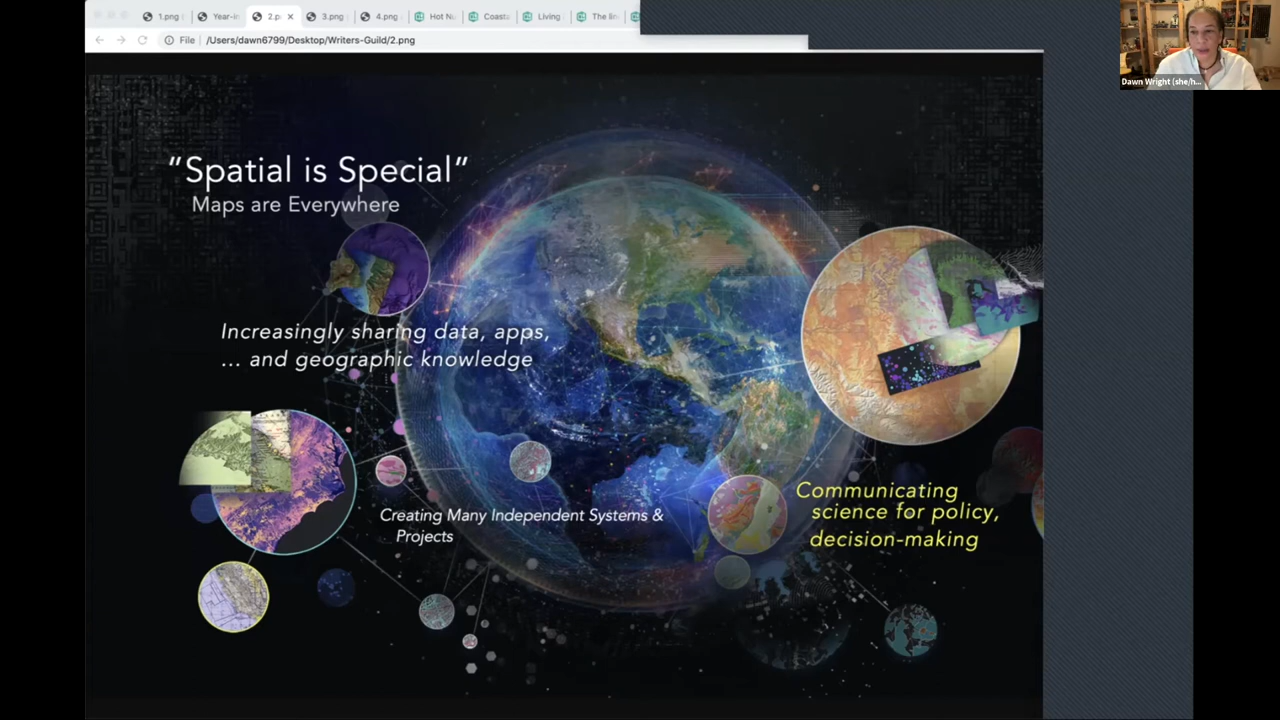 1.png
Year-in
2.p
3.png
4.png
Hot Nu
Coasta
Living
The lin
File /Users/dawn6799/Desktop/Writers-Guild/2.png
Dawn Wright (she/h...
"Spatial is Special"
Maps are Everywhere
Increasingly sharing data, apps,
... and geographic knowledge
Creating Many Independent Systems &
Projects
Communicating
science for policy,
decision-making